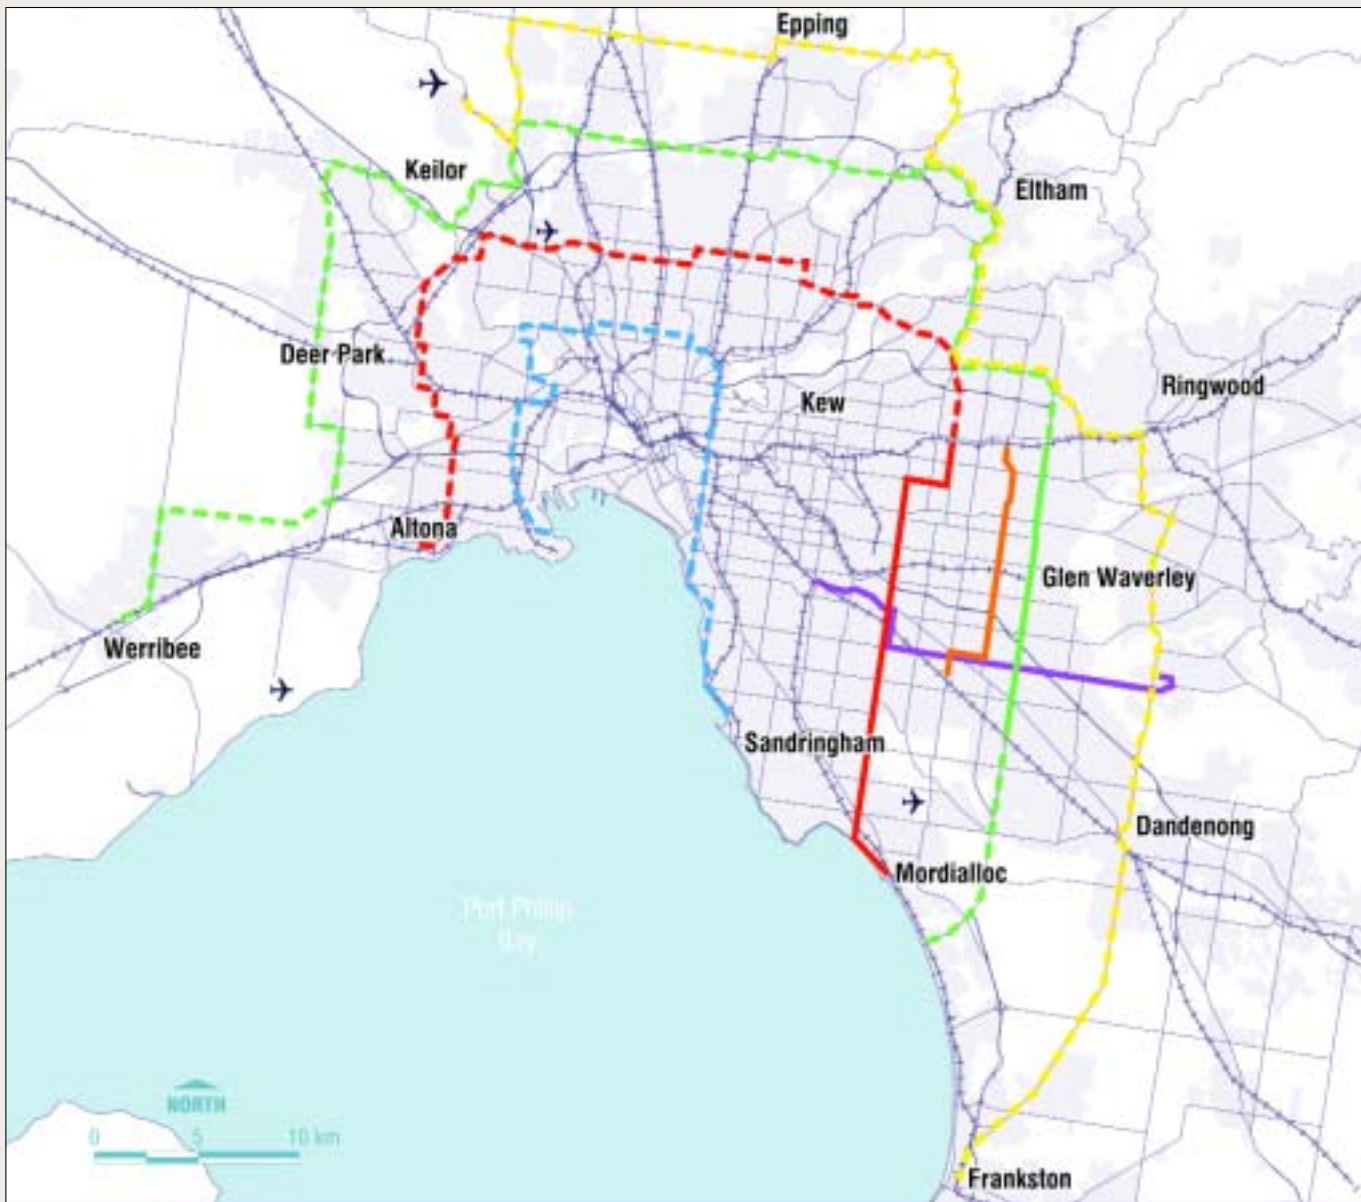 Epping
Keilor
Eltham
Deer Park
Kew
Ringwood
Altona
Glen Waverley
Werribee
Sandringham
Dandenong
Mordialloc
Port Phillip
Bay
NORTH
0 5 10 km
Frankston